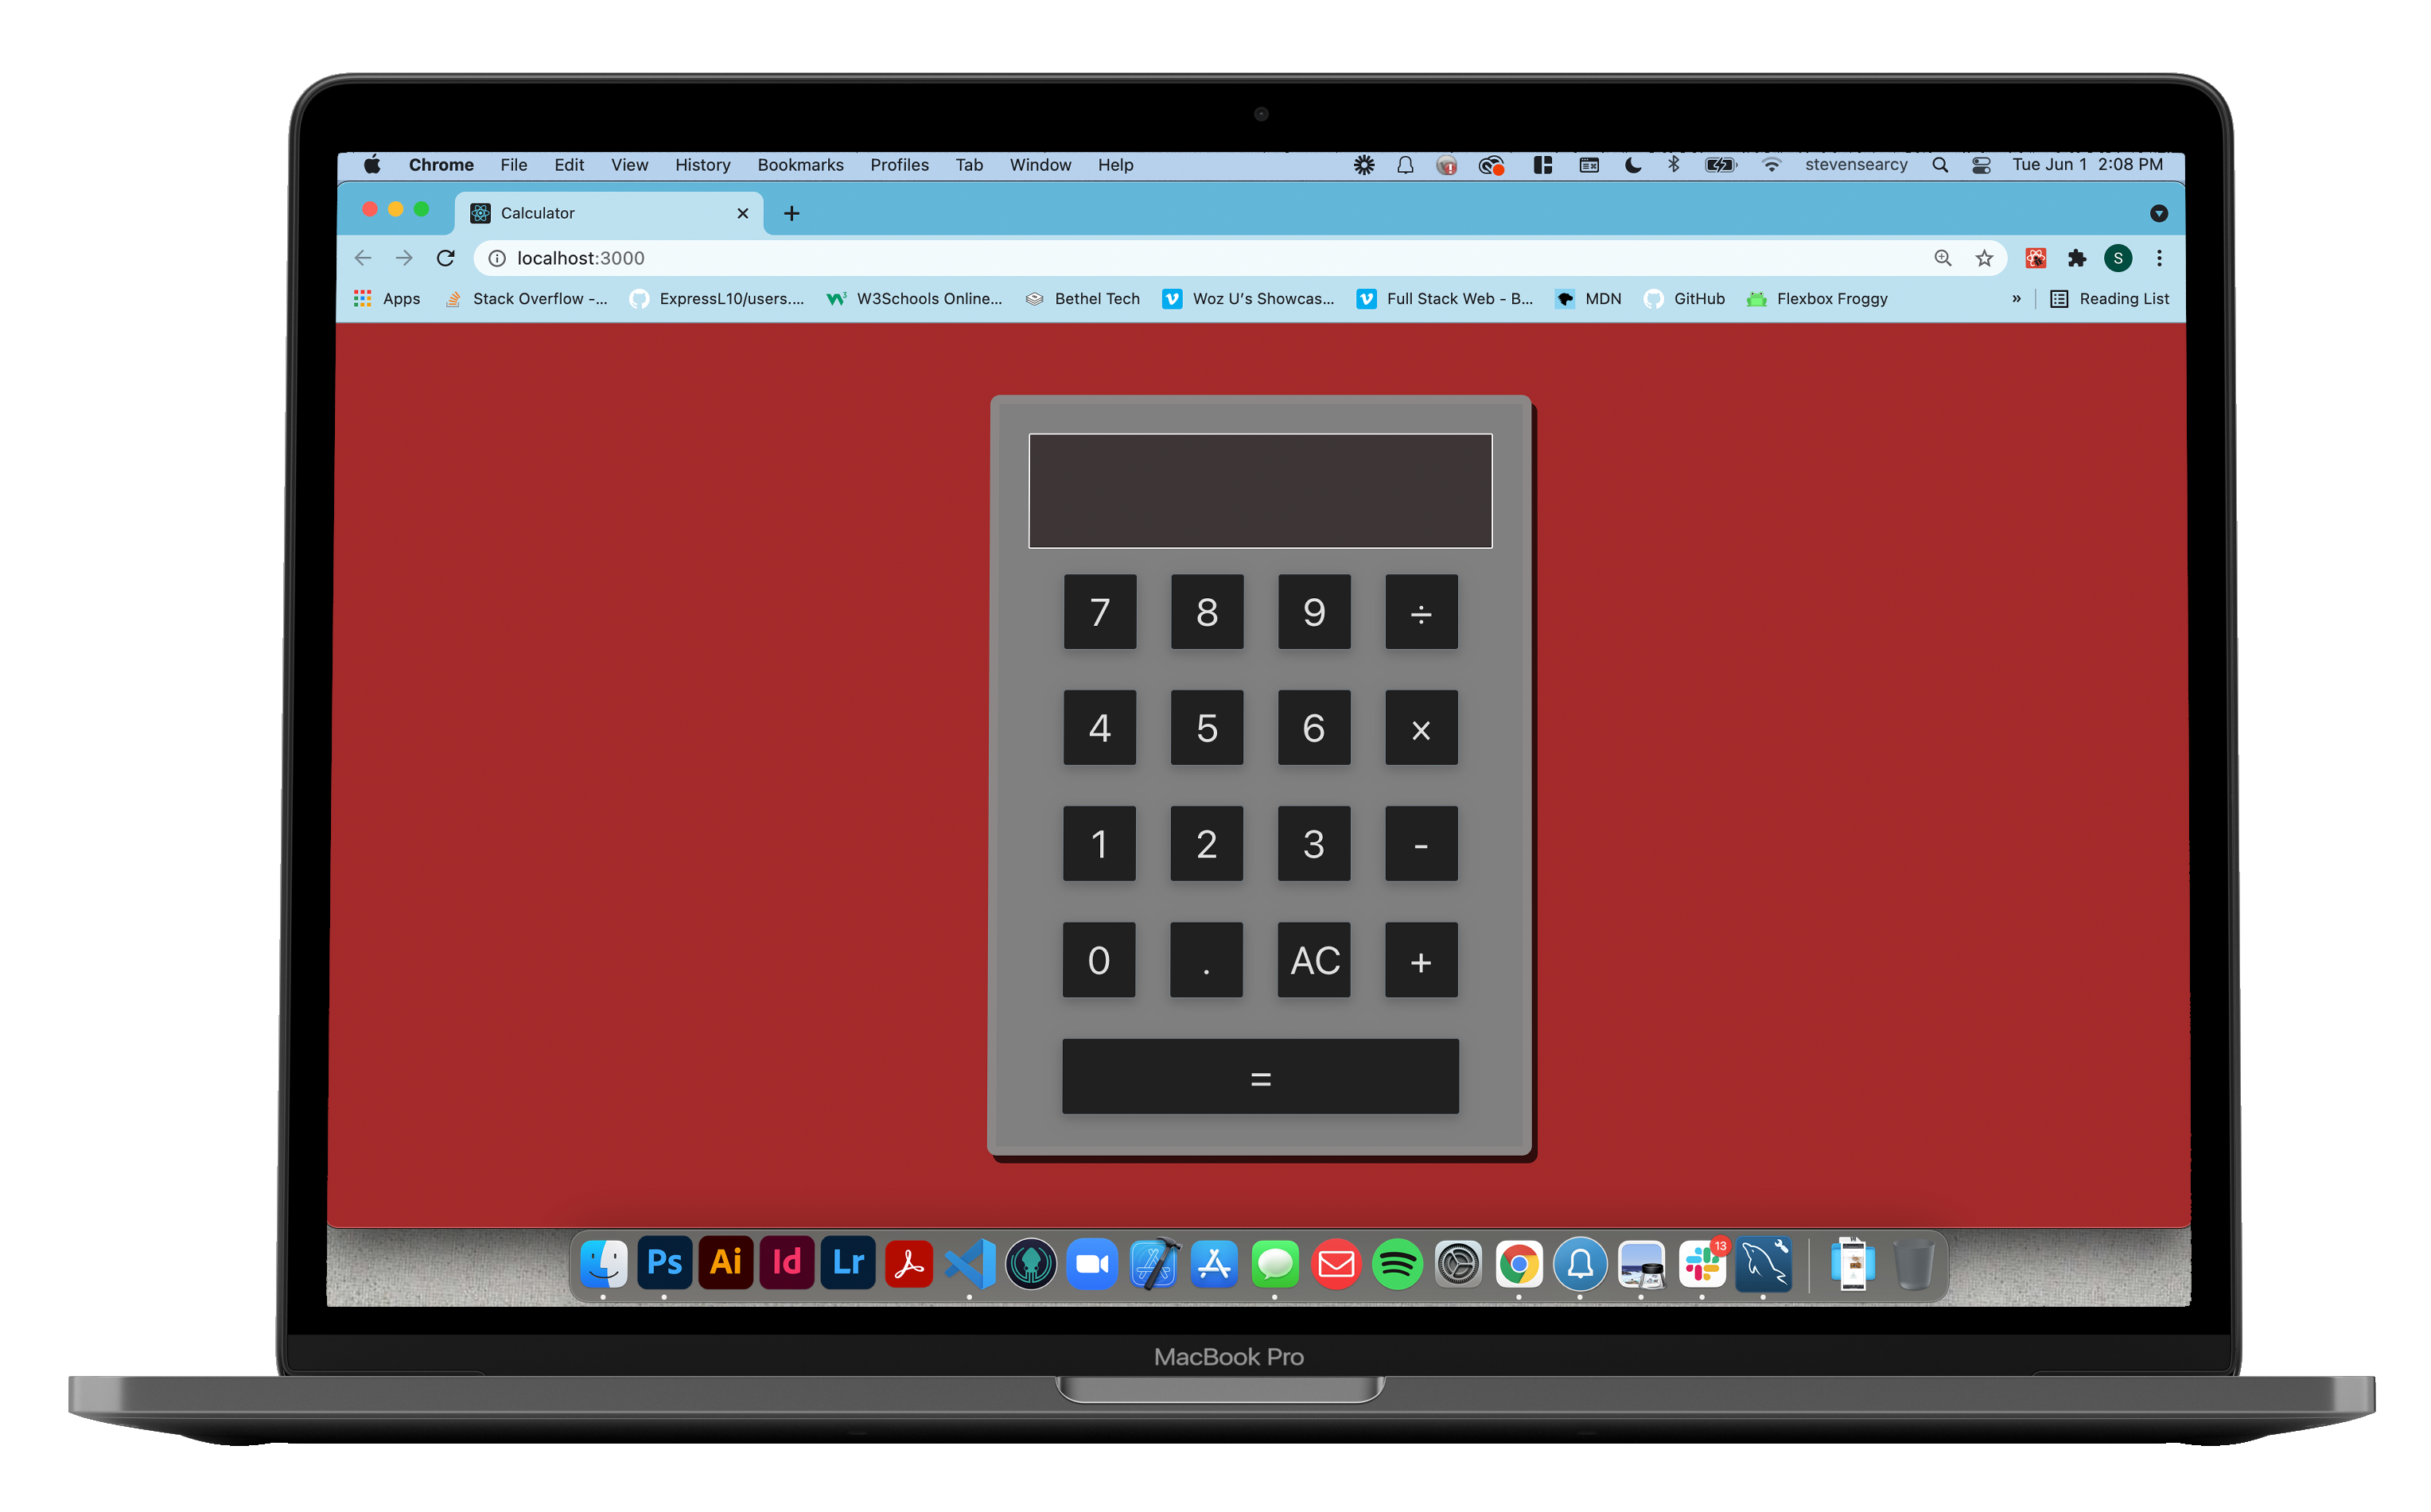 Chrome File Edit View History Bookmarks Profiles Tab Window Help stevensearcy Tue Jun 1 2:08 PM
Calculator
localhost:3000
Apps Stack Overflow -... ExpressL10/users.... W3Schools Online... Bethel Tech Woz U's Showcas... Full Stack Web - B... MDN GitHub Flexbox Froggy » Reading List
S
7 8 9 ÷
4 5 6 ×
1 2 3 -
0 . AC +
=
Ps Ai Id Lr 13
MacBook Pro